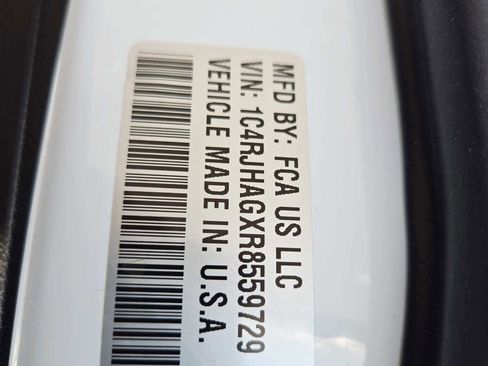 MFD BY: FCA US LLC
VIN: 1C4RJHAGXR8559729
VEHICLE MADE IN: U.S.A.